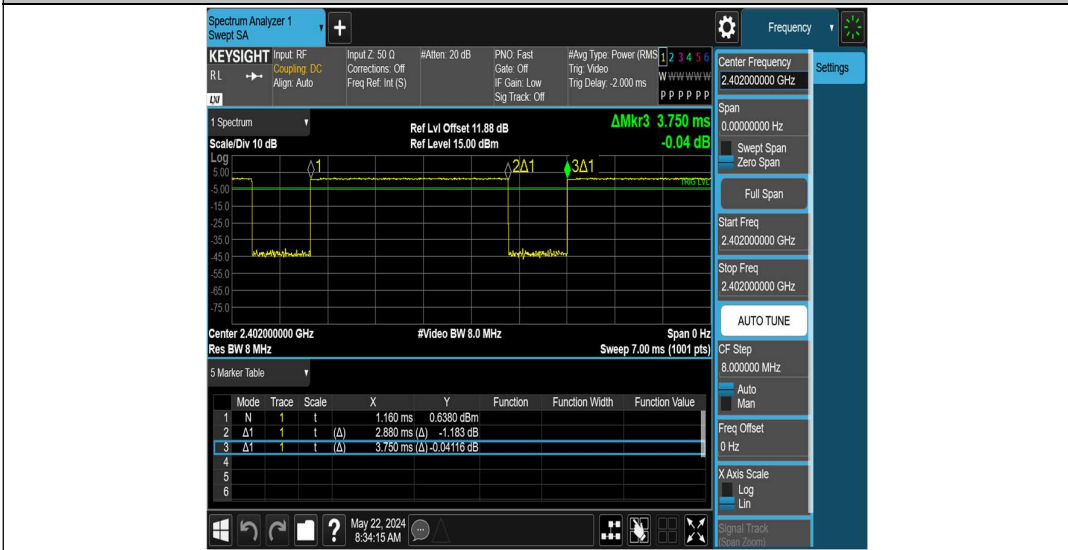 Spectrum Analyzer 1
Swept SA
+
Frequency
KEYSIGHT
RL
LXI
Input: RF
Coupling: DC
Align: Auto
Input Z: 50 Ω
Corrections: Off
Freq Ref: Int (S)
#Atten: 20 dB
PNO: Fast
Gate: Off
IF Gain: Low
Sig Track: Off
#Avg Type: Power (RMS
Trig: Video
Trig Delay: -2.000 ms
1 2 3 4 5 6
W W W W W W
P P P P P P
1 Spectrum
Scale/Div 10 dB
Ref Lvl Offset 11.88 dB
Ref Level 15.00 dBm
ΔMkr3 3.750 ms
-0.04 dB
Log
5.00
-5.00
-15.0
-25.0
-35.0
-45.0
-55.0
-65.0
-75.0
1
2Δ1
3Δ1
TRIG LVL
Center 2.402000000 GHz
#Video BW 8.0 MHz
Span 0 Hz
Res BW 8 MHz
Sweep 7.00 ms (1001 pts)
5 Marker Table
Mode Trace Scale X Y Function Function Width Function Value
1 N 1 t 1.160 ms 0.6380 dBm
2 Δ1 1 t (Δ) 2.880 ms (Δ) -1.183 dB
3 Δ1 1 t (Δ) 3.750 ms (Δ) -0.04116 dB
4
5
6
?
May 22, 2024
8:34:15 AM
Center Frequency
2.402000000 GHz
Settings
Span
0.00000000 Hz
Swept Span
Zero Span
Full Span
Start Freq
2.402000000 GHz
Stop Freq
2.402000000 GHz
AUTO TUNE
CF Step
8.000000 MHz
Auto
Man
Freq Offset
0 Hz
X Axis Scale
Log
Lin
Signal Track
(Span Zoom)